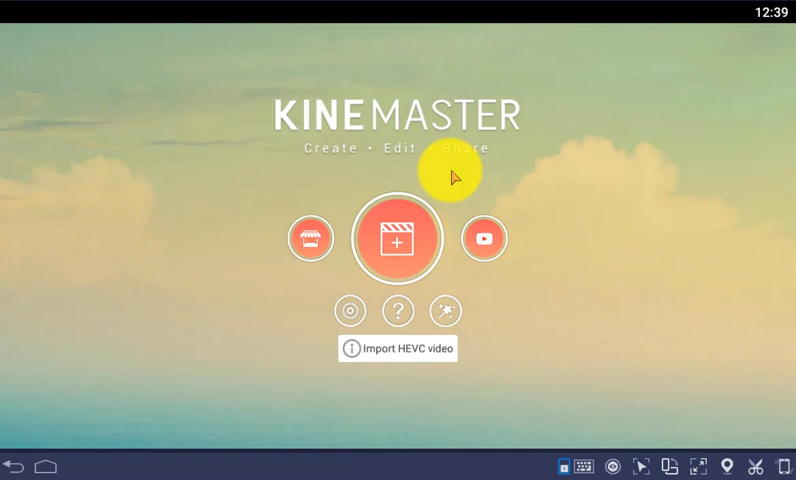 12:39
KINEMASTER
Create • Edit • Share
?
Import HEVC video